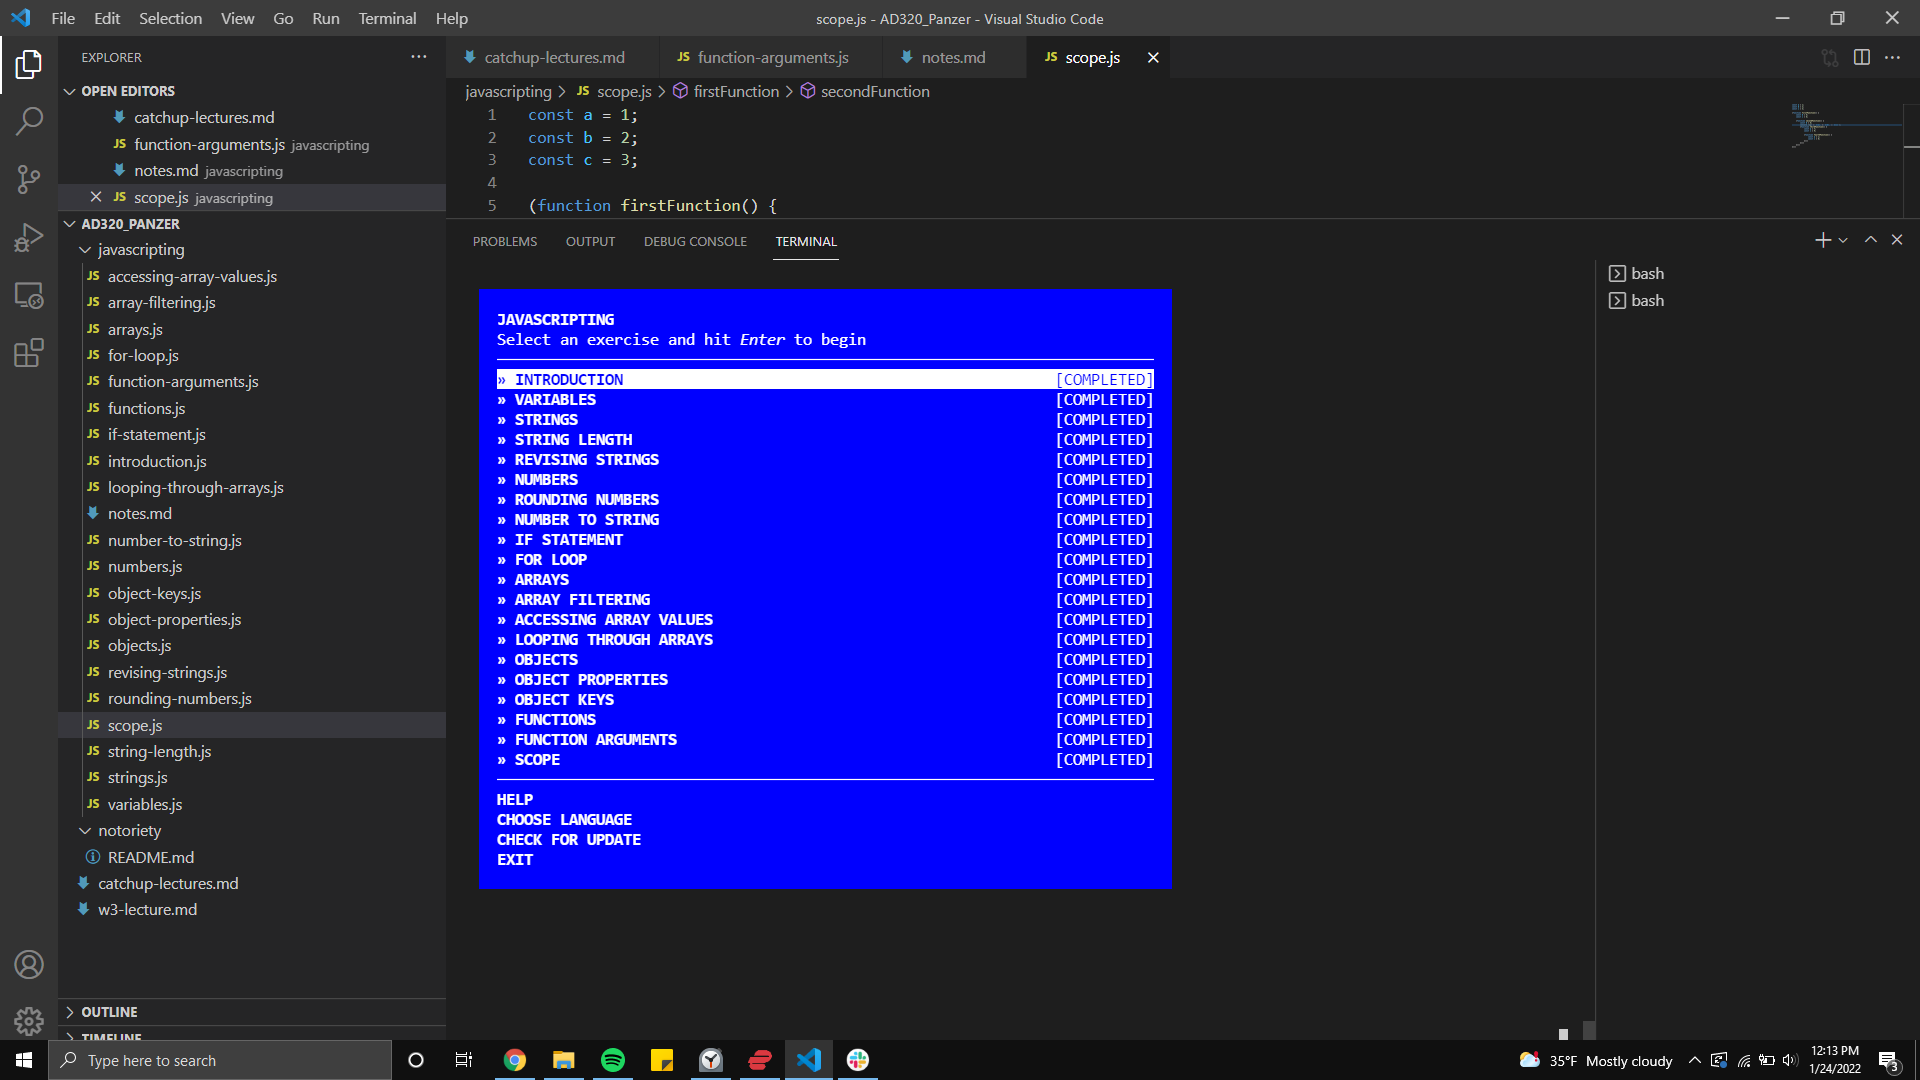 File Edit Selection View Go Run Terminal Help
scope.js - AD320_Panzer - Visual Studio Code
EXPLORER
OPEN EDITORS
catchup-lectures.md
JS function-arguments.js javascripting
notes.md javascripting
JS scope.js javascripting
AD320_PANZER
javascripting
JS accessing-array-values.js
JS array-filtering.js
JS arrays.js
JS for-loop.js
JS function-arguments.js
JS functions.js
JS if-statement.js
JS introduction.js
JS looping-through-arrays.js
notes.md
JS number-to-string.js
JS numbers.js
JS object-keys.js
JS object-properties.js
JS objects.js
JS revising-strings.js
JS rounding-numbers.js
JS scope.js
JS string-length.js
JS strings.js
JS variables.js
notoriety
README.md
catchup-lectures.md
w3-lecture.md
OUTLINE
TIMELINE
catchup-lectures.md JS function-arguments.js notes.md JS scope.js
javascripting > JS scope.js > firstFunction > secondFunction
1 const a = 1;
2 const b = 2;
3 const c = 3;
4
5 (function firstFunction() {
PROBLEMS OUTPUT DEBUG CONSOLE TERMINAL
JAVASCRIPTING
Select an exercise and hit Enter to begin
» INTRODUCTION [COMPLETED]
» VARIABLES [COMPLETED]
» STRINGS [COMPLETED]
» STRING LENGTH [COMPLETED]
» REVISING STRINGS [COMPLETED]
» NUMBERS [COMPLETED]
» ROUNDING NUMBERS [COMPLETED]
» NUMBER TO STRING [COMPLETED]
» IF STATEMENT [COMPLETED]
» FOR LOOP [COMPLETED]
» ARRAYS [COMPLETED]
» ARRAY FILTERING [COMPLETED]
» ACCESSING ARRAY VALUES [COMPLETED]
» LOOPING THROUGH ARRAYS [COMPLETED]
» OBJECTS [COMPLETED]
» OBJECT PROPERTIES [COMPLETED]
» OBJECT KEYS [COMPLETED]
» FUNCTIONS [COMPLETED]
» FUNCTION ARGUMENTS [COMPLETED]
» SCOPE [COMPLETED]
HELP
CHOOSE LANGUAGE
CHECK FOR UPDATE
EXIT
bash
bash
Type here to search
35°F Mostly cloudy
12:13 PM
1/24/2022
3